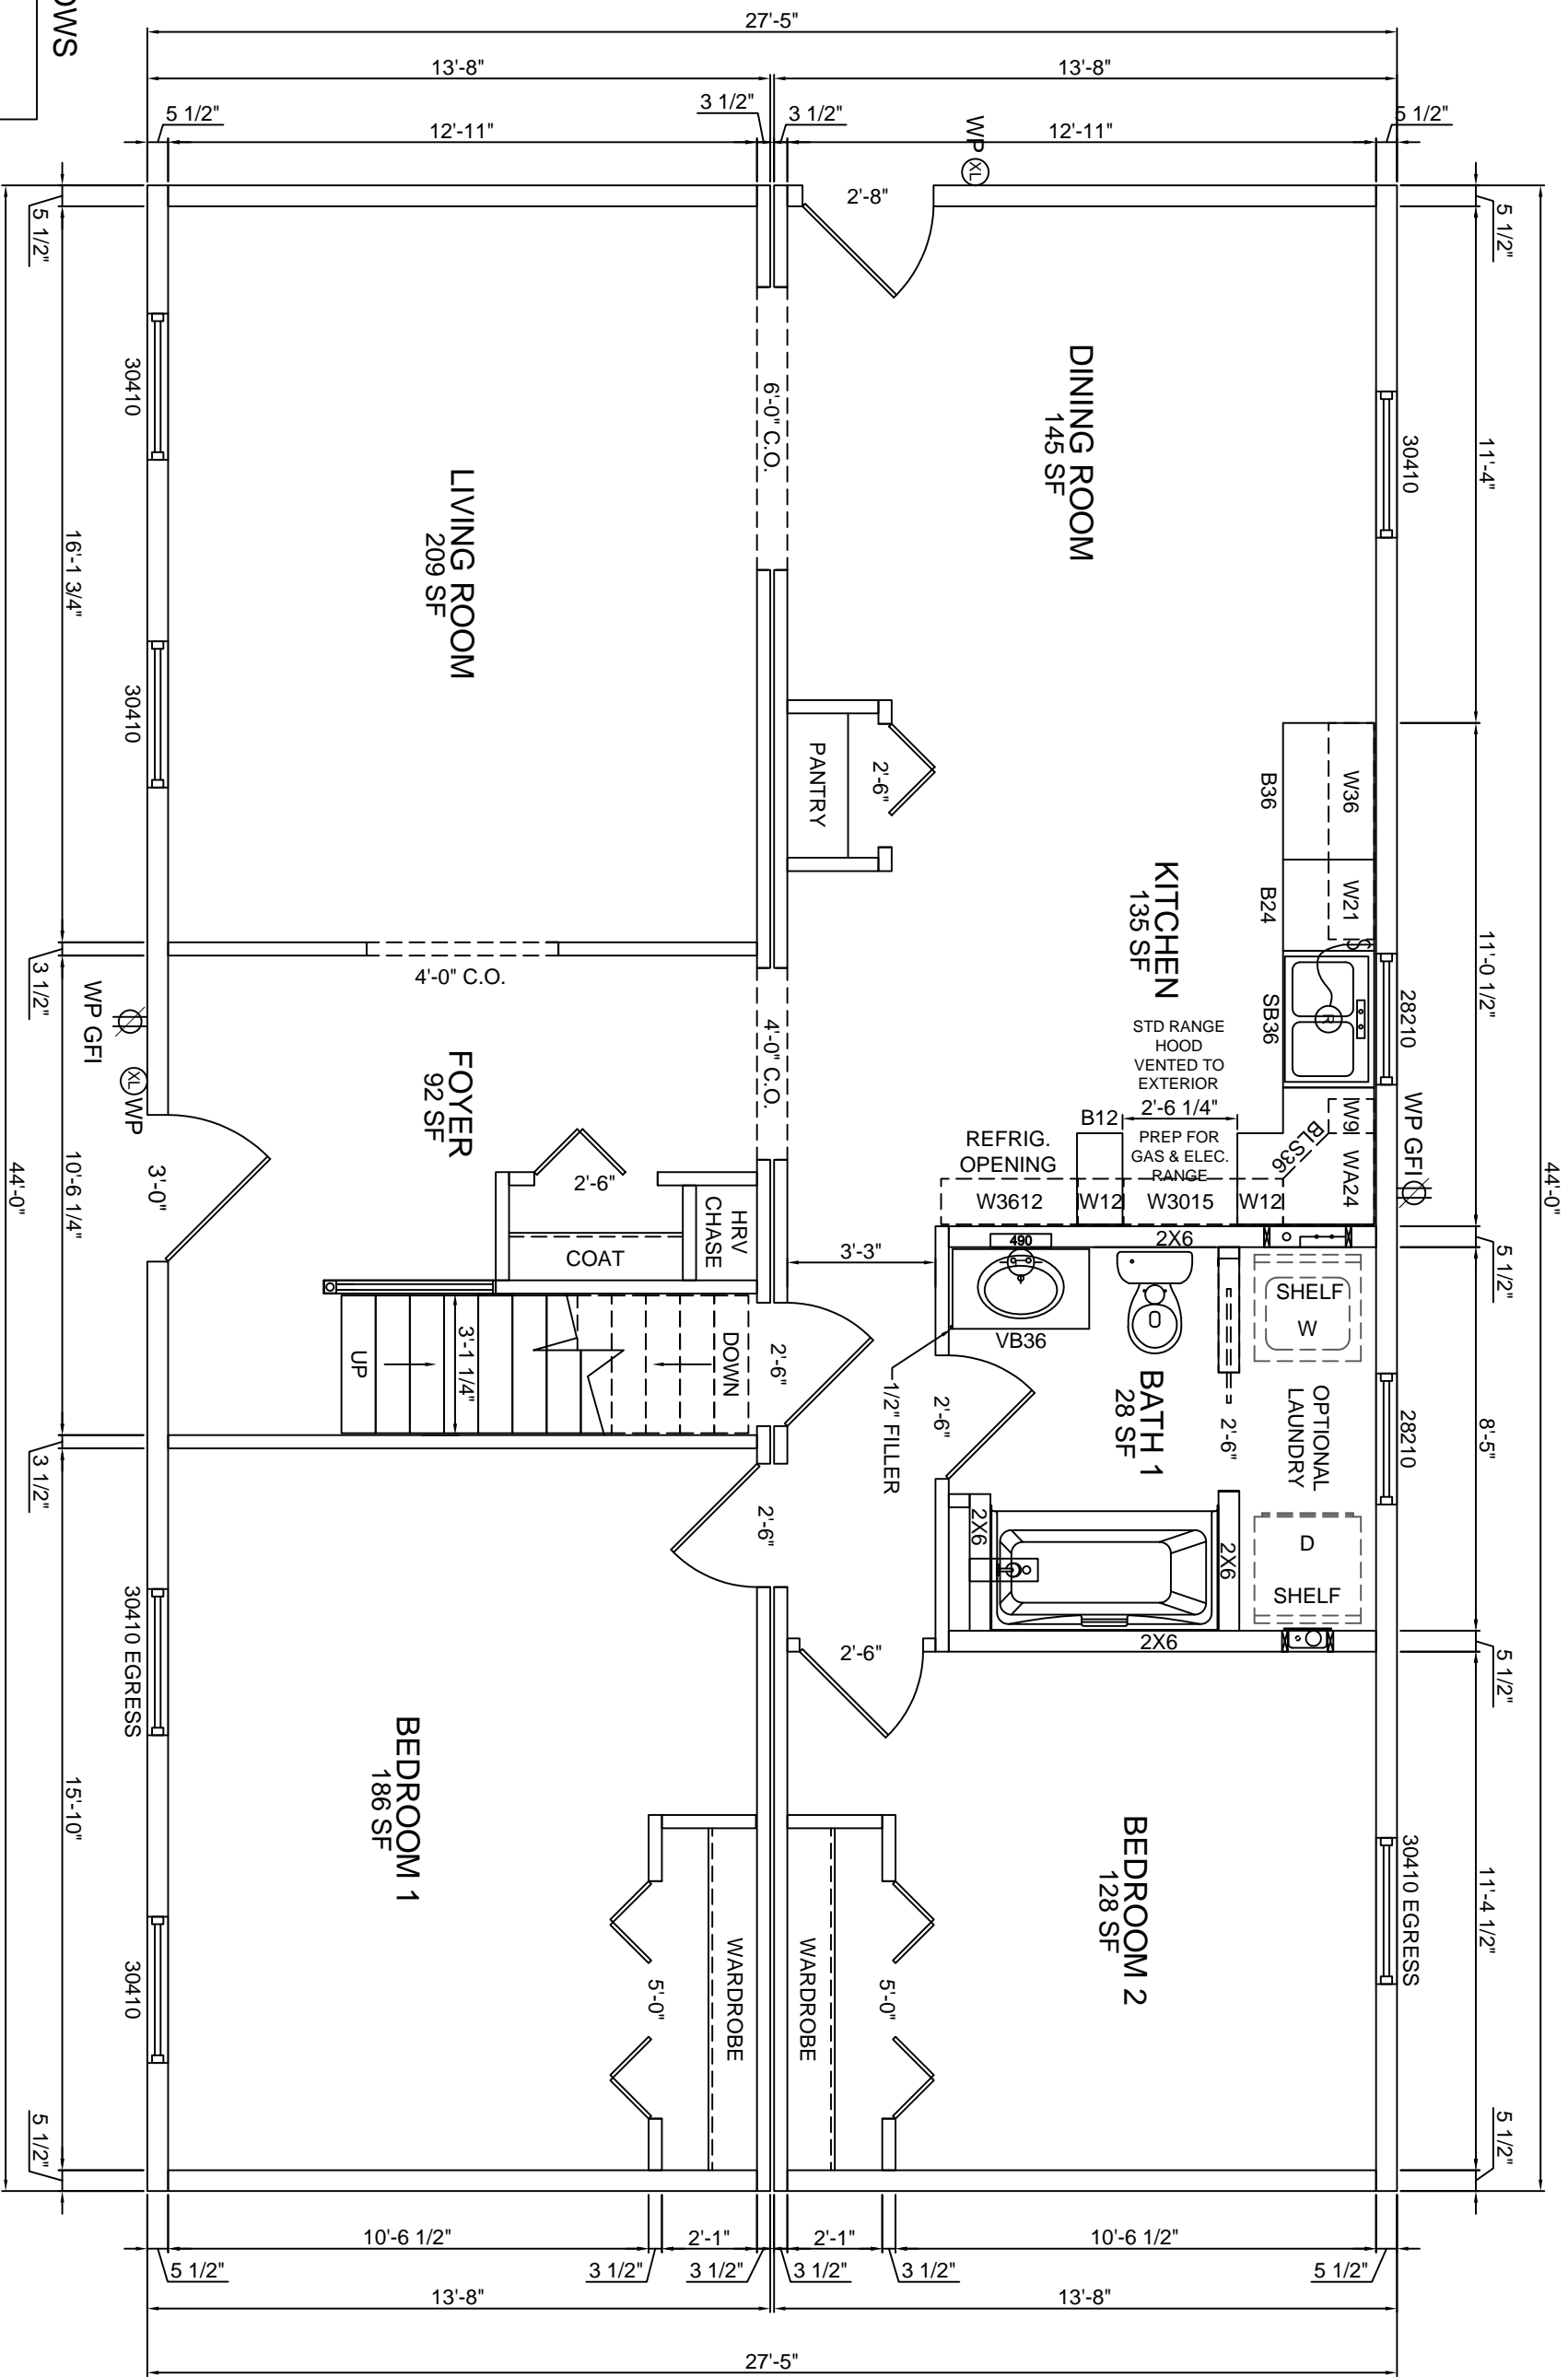 OWS
27'-5"
13'-8"
13'-8"
5 1/2"
3 1/2"
3 1/2"
5 1/2"
12'-11"
12'-11"
WP
XL
2'-8"
5 1/2"
5 1/2"
30410
6'-0" C.O.
DINING ROOM
145 SF
30410
11'-4"
LIVING ROOM
209 SF
16'-1 3/4"
30410
PANTRY
2'-6"
B36
W36
B24
W21
KITCHEN
135 SF
11'-0 1/2"
S
R
SB36
28210
STD RANGE
HOOD
VENTED TO
EXTERIOR
2'-6 1/4"
PREP FOR
GAS & ELEC.
RANGE
B12
REFRIG.
OPENING
W3612
W12
W3015
W12
BLS36
W9
WA24
WP GFI
44'-0"
4'-0" C.O.
4'-0" C.O.
3 1/2"
WP GFI
XL
WP
FOYER
92 SF
3'-0"
10'-6 1/4"
44'-0"
2'-6"
HRV
CHASE
COAT
3'-3"
490
2X6
5 1/2"
SHELF
W
VB36
UP
3'-1 1/4"
DOWN
2'-6"
1/2" FILLER
2'-6"
BATH 1
28 SF
2'-6"
OPTIONAL
LAUNDRY
28210
8'-5"
3 1/2"
2'-6"
2X6
2X6
D
SHELF
2X6
2'-6"
5 1/2"
30410 EGRESS
BEDROOM 1
186 SF
15'-10"
30410
WARDROBE
WARDROBE
5'-0"
5'-0"
BEDROOM 2
128 SF
30410 EGRESS
11'-4 1/2"
5 1/2"
5 1/2"
10'-6 1/2"
2'-1"
2'-1"
10'-6 1/2"
5 1/2"
3 1/2"
3 1/2"
3 1/2"
3 1/2"
5 1/2"
13'-8"
13'-8"
27'-5"